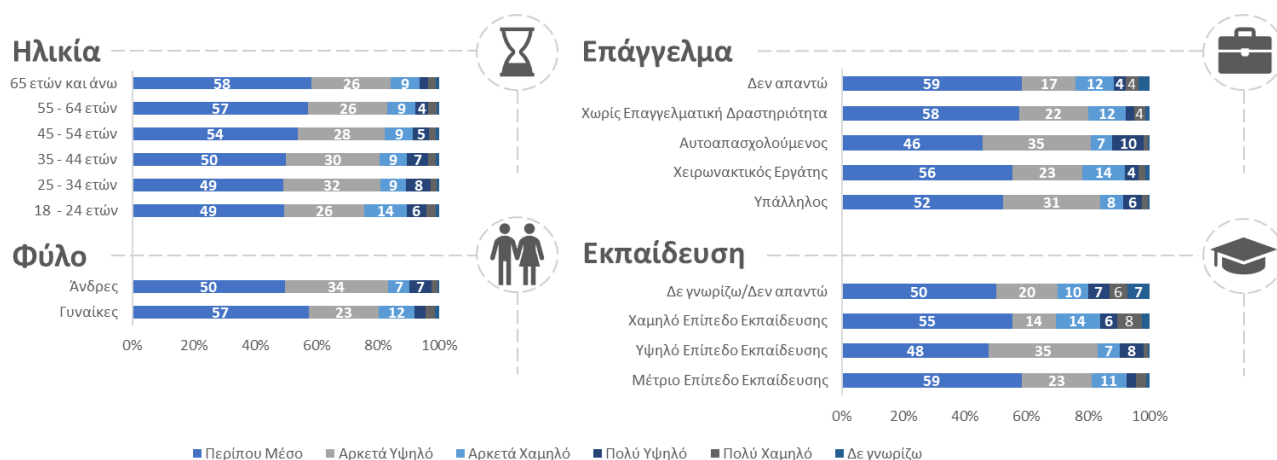 Ηλικία
65 ετών και άνω 58 26 9
55 - 64 ετών 57 26 9 4
45 - 54 ετών 54 28 9 5
35 - 44 ετών 50 30 9 7
25 - 34 ετών 49 32 9 8
18 - 24 ετών 49 26 14 6
Φύλο
Άνδρες 50 34 7 7
Γυναίκες 57 23 12
0% 20% 40% 60% 80% 100%
Επάγγελμα
Δεν απαντώ 59 17 12 4 4
Χωρίς Επαγγελματική Δραστηριότητα 58 22 12 4
Αυτοαπασχολούμενος 46 35 7 10
Χειρωνακτικός Εργάτης 56 23 14 4
Υπάλληλος 52 31 8 6
Εκπαίδευση
Δε γνωρίζω/Δεν απαντώ 50 20 10 7 6 7
Χαμηλό Επίπεδο Εκπαίδευσης 55 14 14 6 8
Υψηλό Επίπεδο Εκπαίδευσης 48 35 7 8
Μέτριο Επίπεδο Εκπαίδευσης 59 23 11
0% 20% 40% 60% 80% 100%
Περίπου Μέσο Αρκετά Υψηλό Αρκετά Χαμηλό Πολύ Υψηλό Πολύ Χαμηλό Δε γνωρίζω